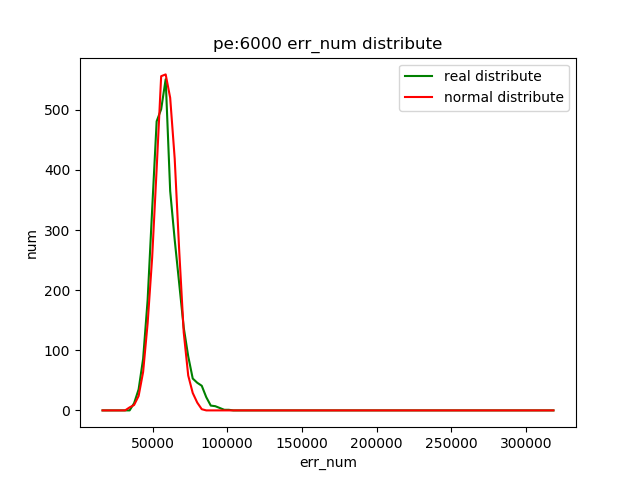 pe:6000 err_num distribute
real distribute
normal distribute
num
500
400
300
200
100
0
50000 100000 150000 200000 250000 300000
err_num